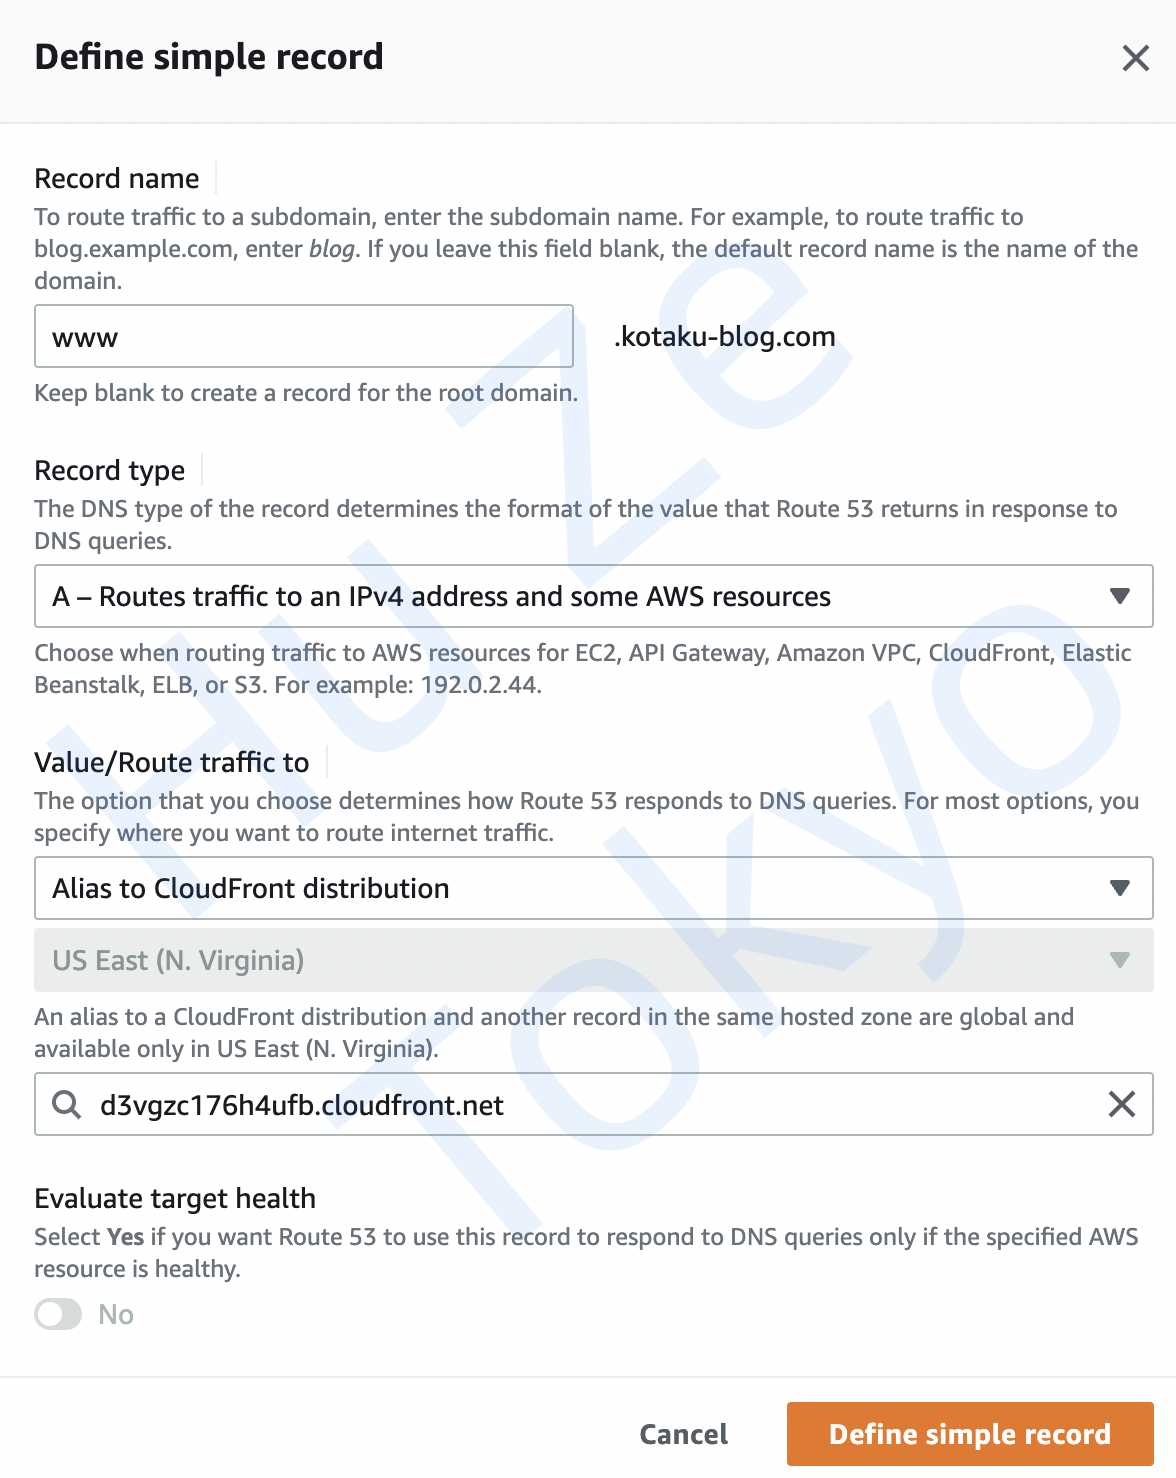 Define simple record
Record name
To route traffic to a subdomain, enter the subdomain name. For example, to route traffic to
blog.example.com, enter blog. If you leave this field blank, the default record name is the name of the
domain.
www
.kotaku-blog.com
Keep blank to create a record for the root domain.
Record type
The DNS type of the record determines the format of the value that Route 53 returns in response to
DNS queries.
A – Routes traffic to an IPv4 address and some AWS resources
Choose when routing traffic to AWS resources for EC2, API Gateway, Amazon VPC, CloudFront, Elastic
Beanstalk, ELB, or S3. For example: 192.0.2.44.
Value/Route traffic to
The option that you choose determines how Route 53 responds to DNS queries. For most options, you
specify where you want to route internet traffic.
Alias to CloudFront distribution
US East (N. Virginia)
An alias to a CloudFront distribution and another record in the same hosted zone are global and
available only in US East (N. Virginia).
d3vgzc176h4ufb.cloudfront.net
Evaluate target health
Select Yes if you want Route 53 to use this record to respond to DNS queries only if the specified AWS
resource is healthy.
No
Cancel
Define simple record
Hu Ze
Tokyo